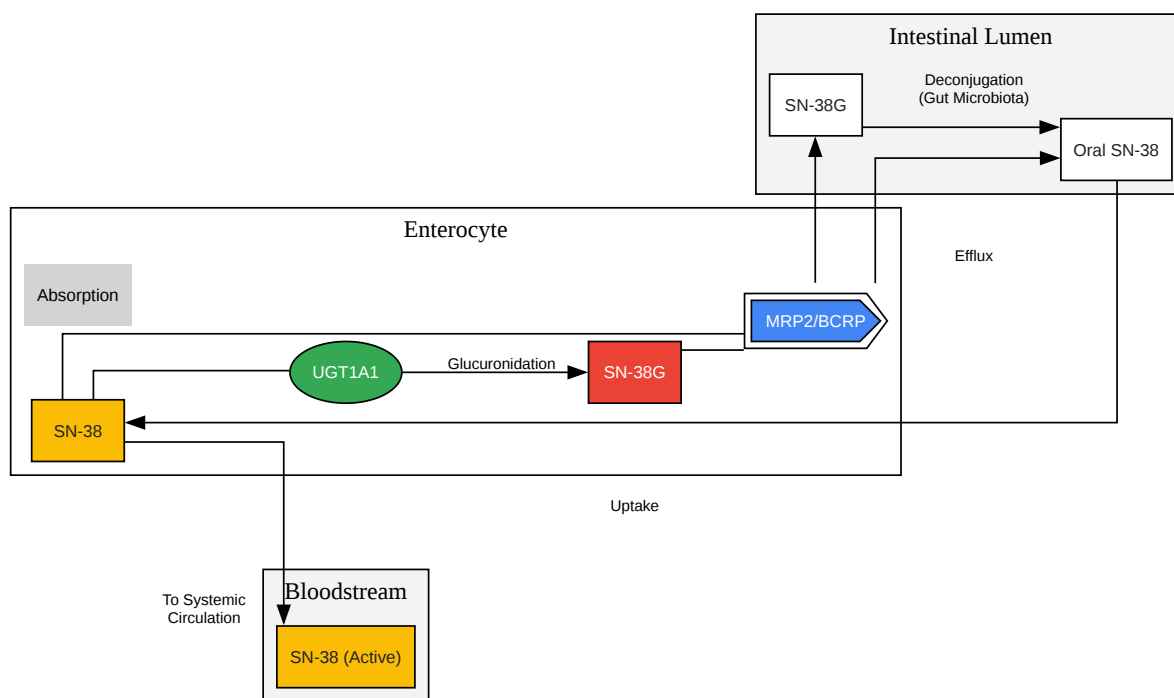 Intestinal Lumen
Deconjugation
(Gut Microbiota)
SN-38G
Oral SN-38
Enterocyte
Efflux
Absorption
MRP2/BCRP
UGT1A1
Glucuronidation
SN-38G
SN-38
Uptake
Bloodstream
To Systemic
Circulation
SN-38 (Active)